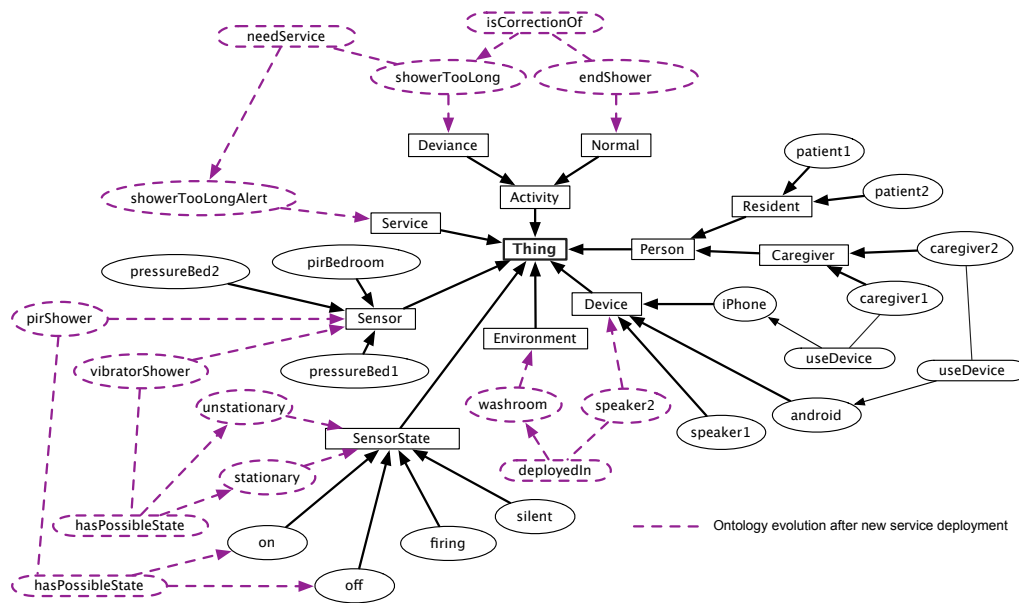 isCorrectionOf
needService
showerTooLong
endShower
Deviance
Normal
patient1
showerTooLongAlert
Activity
Resident
patient2
Service
Thing
Person
Caregiver
caregiver2
pirBedroom
pressureBed2
Device
iPhone
caregiver1
pirShower
Sensor
Environment
useDevice
vibratorShower
pressureBed1
useDevice
unstationary
washroom
speaker2
android
SensorState
speaker1
stationary
deployedIn
silent
hasPossibleState
on
firing
Ontology evolution after new service deployment
hasPossibleState
off